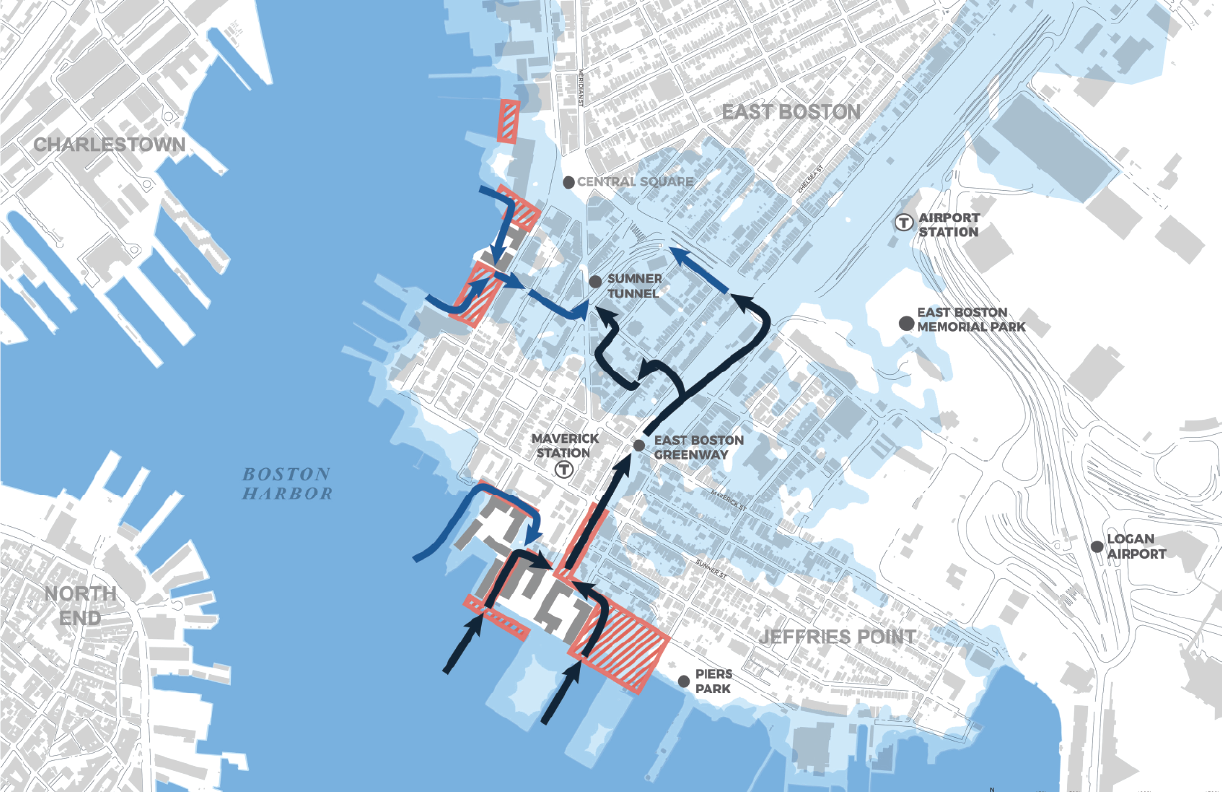 MERIDIAN ST
EAST BOSTON
CHARLESTOWN
CENTRAL SQUARE
CHELSEA ST
T
AIRPORT
STATION
SUMNER
TUNNEL
EAST BOSTON
MEMORIAL PARK
MAVERICK
STATION
T
EAST BOSTON
GREENWAY
BOSTON
HARBOR
MAVERICK ST
LOGAN
AIRPORT
SUMNER ST
NORTH
END
JEFFRIES POINT
PIERS
PARK
N